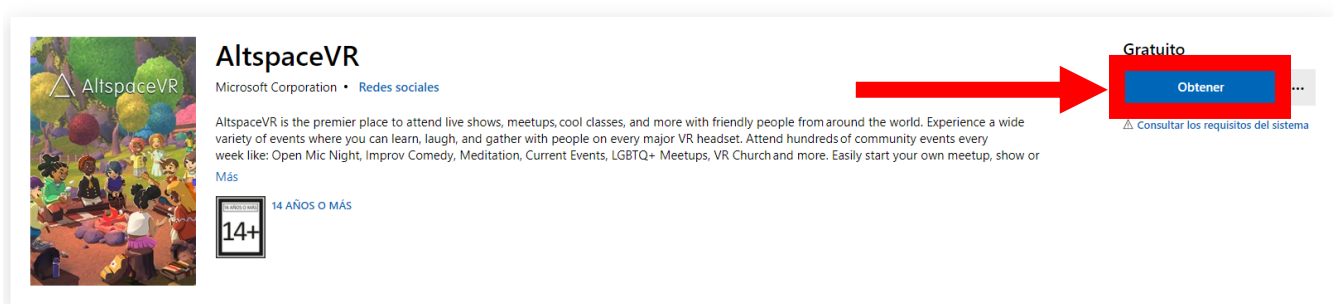 AltspaceVR
AltspaceVR
Microsoft Corporation • Redes sociales
AltspaceVR is the premier place to attend live shows, meetups, cool classes, and more with friendly people from around the world. Experience a wide
variety of events where you can learn, laugh, and gather with people on every major VR headset. Attend hundreds of community events every
week like: Open Mic Night, Improv Comedy, Meditation, Current Events, LGBTQ+ Meetups, VR Church and more. Easily start your own meetup, show or
Más
14 AÑOS O MÁS
14+
14 AÑOS O MÁS
Gratuito
Obtener
...
Consultar los requisitos del sistema